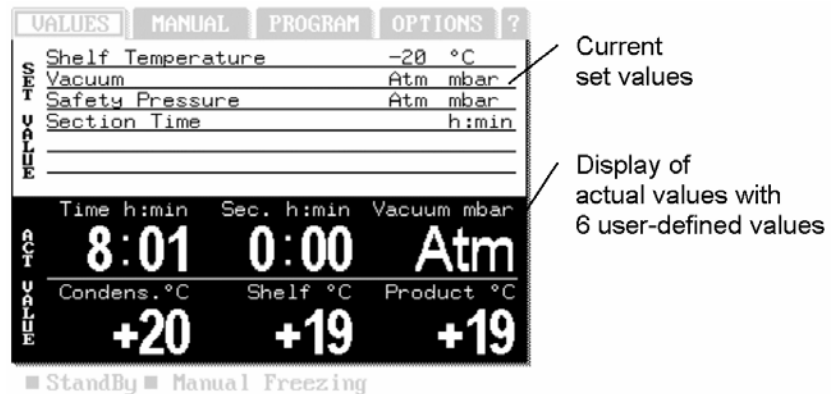 VALUES MANUAL PROGRAM OPTIONS ?
SET VALUE
Shelf Temperature -20 °C
Vacuum Atm mbar
Safety Pressure Atm mbar
Section Time h:min
Current
set values
ACT VALUE
Time h:min Sec. h:min Vacuum mbar
8:01 0:00 Atm
Condens.°C Shelf °C Product °C
+20 +19 +19
Display of
actual values with
6 user-defined values
StandBy Manual Freezing